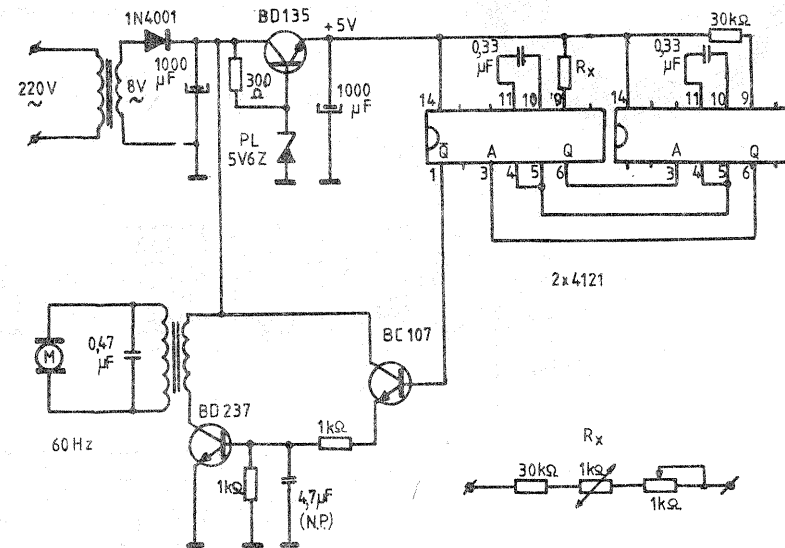 1N4001
BD135
+5V
30kΩ
220V
~
8V
~
1000
µF
300
Ω
1000
µF
PL
5V6Z
0,33
µF
Rx
0,33
µF
14
11
10
9
14
11
10
9
Q̅
A
Q
A
Q
1
3
4
5
6
3
4
5
6
2x4121
M
0,47
µF
60Hz
BD237
BC107
1kΩ
1kΩ
4,7µF
(N.P.)
Rx
30kΩ
1kΩ
1kΩ